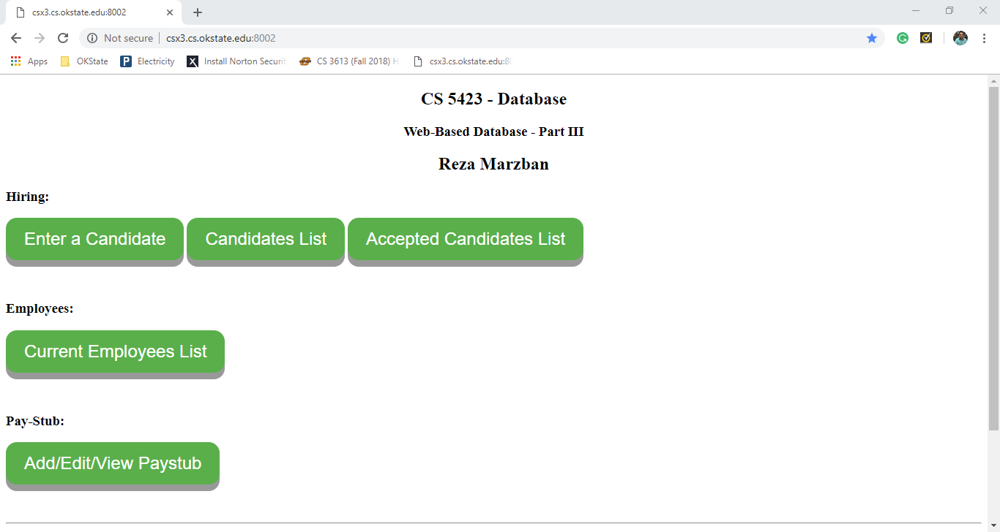 csx3.cs.okstate.edu:8002
Not secure csx3.cs.okstate.edu:8002
Apps OKState P Electricity X Install Norton Securit CS 3613 (Fall 2018) H csx3.cs.okstate.edu:80
CS 5423 - Database
Web-Based Database - Part III
Reza Marzban
Hiring:
Enter a Candidate Candidates List Accepted Candidates List
Employees:
Current Employees List
Pay-Stub:
Add/Edit/View Paystub